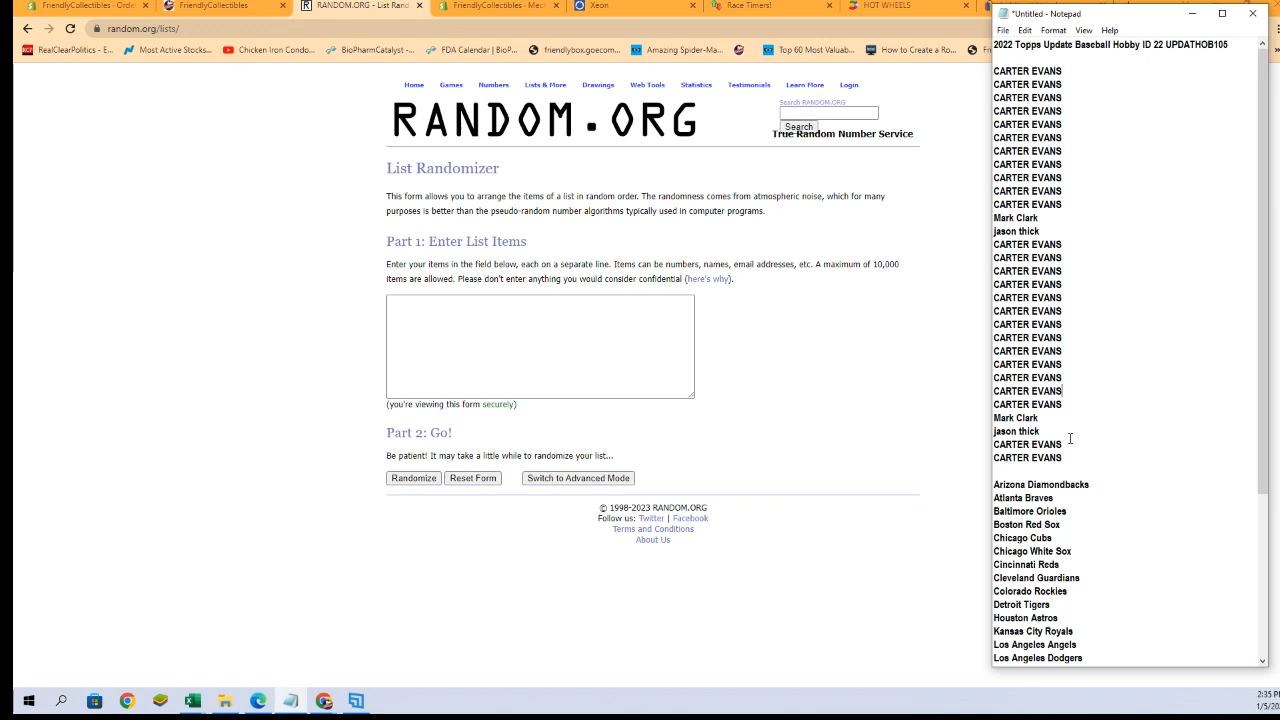 FriendlyCollectibles - Orders
FriendlyCollectibles
RANDOM.ORG - List Ran
FriendlyCollectibles - Me
Xeon
Race Timers!
HOT WHEELS
random.org/lists/
RealClearPolitics - E...
Most Active Stocks...
Chicken Iron Condo...
BioPharmCatalyst -...
FDA Calendar | BioP...
friendlybox.goecom...
Amazing Spider-Ma...
Top 60 Most Valuab...
How to Create a Ro...
Home
Games
Numbers
Lists & More
Drawings
Web Tools
Statistics
Testimonials
Learn More
Login
RANDOM.ORG
Search RANDOM.ORG
Search
True Random Number Service
List Randomizer
This form allows you to arrange the items of a list in random order. The randomness comes from atmospheric noise, which for many
purposes is better than the pseudo-random number algorithms typically used in computer programs.
Part 1: Enter List Items
Enter your items in the field below, each on a separate line. Items can be numbers, names, email addresses, etc. A maximum of 10,000
items are allowed. Please don't enter anything you would consider confidential (here's why).
(you're viewing this form securely)
Part 2: Go!
Be patient! It may take a little while to randomize your list...
Randomize
Reset Form
Switch to Advanced Mode
© 1998-2023 RANDOM.ORG
Follow us: Twitter | Facebook
Terms and Conditions
About Us
*Untitled - Notepad
File Edit Format View Help
2022 Topps Update Baseball Hobby ID 22 UPDATHOB105
CARTER EVANS
CARTER EVANS
CARTER EVANS
CARTER EVANS
CARTER EVANS
CARTER EVANS
CARTER EVANS
CARTER EVANS
CARTER EVANS
CARTER EVANS
CARTER EVANS
Mark Clark
jason thick
CARTER EVANS
CARTER EVANS
CARTER EVANS
CARTER EVANS
CARTER EVANS
CARTER EVANS
CARTER EVANS
CARTER EVANS
CARTER EVANS
CARTER EVANS
CARTER EVANS
CARTER EVANS
CARTER EVANS
Mark Clark
jason thick
CARTER EVANS
CARTER EVANS
Arizona Diamondbacks
Atlanta Braves
Baltimore Orioles
Boston Red Sox
Chicago Cubs
Chicago White Sox
Cincinnati Reds
Cleveland Guardians
Colorado Rockies
Detroit Tigers
Houston Astros
Kansas City Royals
Los Angeles Angels
Los Angeles Dodgers
2:35 P
1/5/20